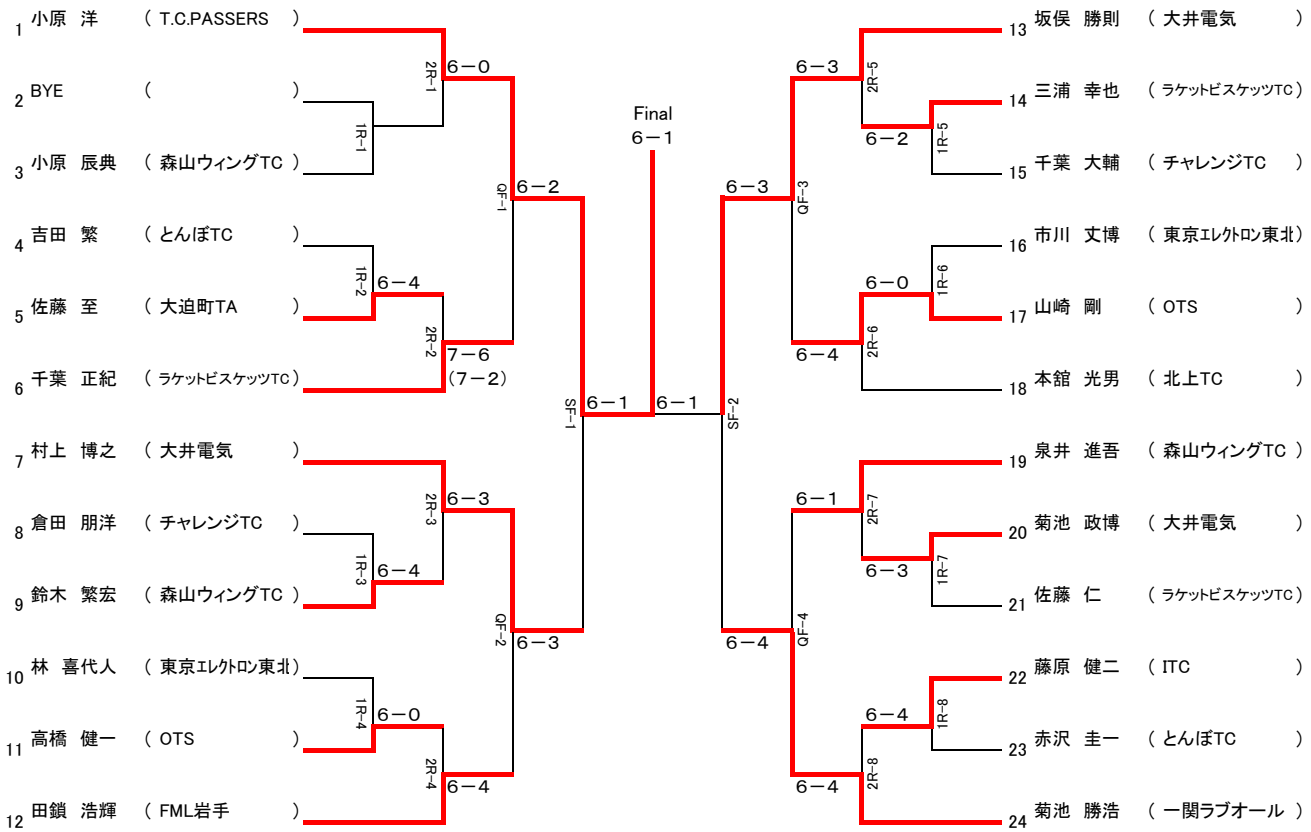 1 小原 洋 ( T.C.PASSERS )
2R-1
6-0
2 BYE ( )
1R-1
3 小原 辰典 ( 森山ウィングTC )
QF-1
6-2
4 吉田 繁 ( とんぼTC )
1R-2
6-4
5 佐藤 至 ( 大迫町TA )
2R-2
7-6
(7-2)
6 千葉 正紀 ( ラケットビスケッツTC )
SF-1
6-1
7 村上 博之 ( 大井電気 )
2R-3
6-3
8 倉田 朋洋 ( チャレンジTC )
1R-3
6-4
9 鈴木 繁宏 ( 森山ウィングTC )
QF-2
6-3
10 林 喜代人 ( 東京エレクトロン東北 )
1R-4
6-0
11 高橋 健一 ( OTS )
2R-4
6-4
12 田鎖 浩輝 ( FML岩手 )
Final
6-1
13 坂俣 勝則 ( 大井電気 )
6-3
2R-5
14 三浦 幸也 ( ラケットビスケッツTC )
6-2
1R-5
15 千葉 大輔 ( チャレンジTC )
6-3
QF-3
16 市川 丈博 ( 東京エレクトロン東北 )
6-0
1R-6
17 山崎 剛 ( OTS )
6-4
2R-6
18 本舘 光男 ( 北上TC )
6-1
SF-2
19 泉井 進吾 ( 森山ウィングTC )
6-1
2R-7
20 菊池 政博 ( 大井電気 )
6-3
1R-7
21 佐藤 仁 ( ラケットビスケッツTC )
6-4
QF-4
22 藤原 健二 ( ITC )
6-4
1R-8
23 赤沢 圭一 ( とんぼTC )
6-4
2R-8
24 菊池 勝浩 ( 一関ラブオール )